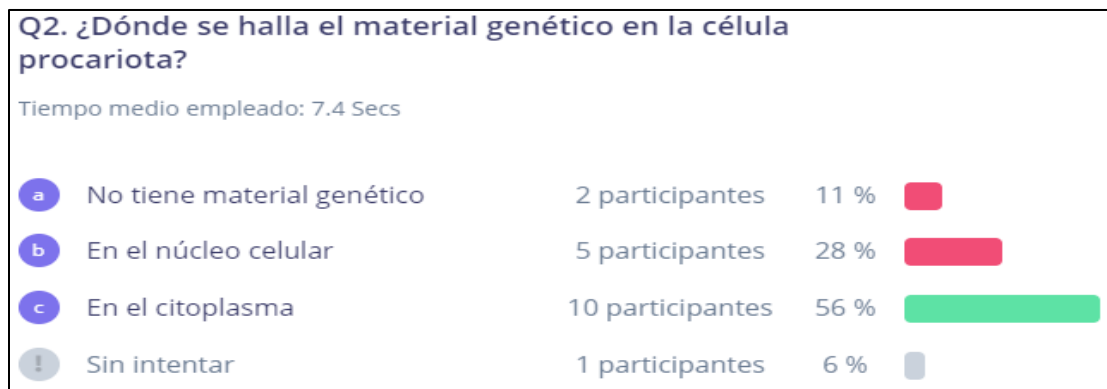 Q2. ¿Dónde se halla el material genético en la célula
procariota?
Tiempo medio empleado: 7.4 Secs
a No tiene material genético 2 participantes 11 %
b En el núcleo celular 5 participantes 28 %
c En el citoplasma 10 participantes 56 %
! Sin intentar 1 participantes 6 %